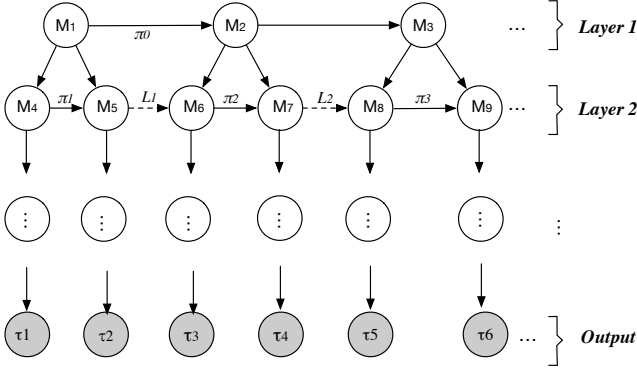 M1 π0 M2 M3 ... Layer 1
M4 π1 M5 L1 M6 π2 M7 L2 M8 π3 M9 ... Layer 2
⋮ ⋮ ⋮ ⋮ ⋮ ⋮ ⋮
τ1 τ2 τ3 τ4 τ5 τ6 ... Output